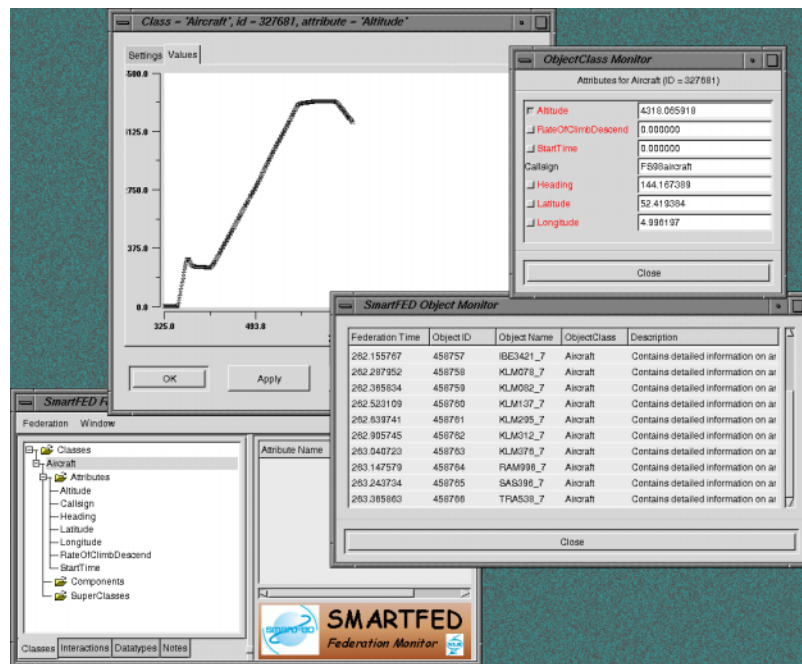 Class = "Aircraft", id = 327681, attribute = "Altitude"
Settings Values
500.0
125.0
750.0
375.0
0.0
325.0 493.8
OK Apply
ObjectClass Monitor
Attributes for Aircraft (ID = 327681)
Altitude 4318.065918
RateOfClimbDescend 0.000000
StartTime 0.000000
Callsign FS98aircraft
Heading 144.167389
Latitude 52.419384
Longitude 4.996197
Close
SmartFED Object Monitor
Federation Time Object ID Object Name ObjectClass Description
262.155767 458757 IBE3421_7 Aircraft Contains detailed information on ar
262.287952 458758 KLM078_7 Aircraft Contains detailed information on ar
262.385834 458759 KLM082_7 Aircraft Contains detailed information on ar
262.523109 458760 KLM137_7 Aircraft Contains detailed information on ar
262.639741 458761 KLM295_7 Aircraft Contains detailed information on ar
262.905745 458762 KLM312_7 Aircraft Contains detailed information on ar
263.040723 458763 KLM376_7 Aircraft Contains detailed information on ar
263.147579 458764 RAM998_7 Aircraft Contains detailed information on ar
263.243734 458765 SAS396_7 Aircraft Contains detailed information on ar
263.385863 458766 TRA538_7 Aircraft Contains detailed information on ar
Close
SmartFED F
Federation Window
Classes
Aircraft
Attributes
Altitude
Callsign
Heading
Latitude
Longitude
RateOfClimbDescend
StartTime
Components
SuperClasses
Classes Interactions Datatypes Notes
Attribute Name
SMARTFED
Federation Monitor